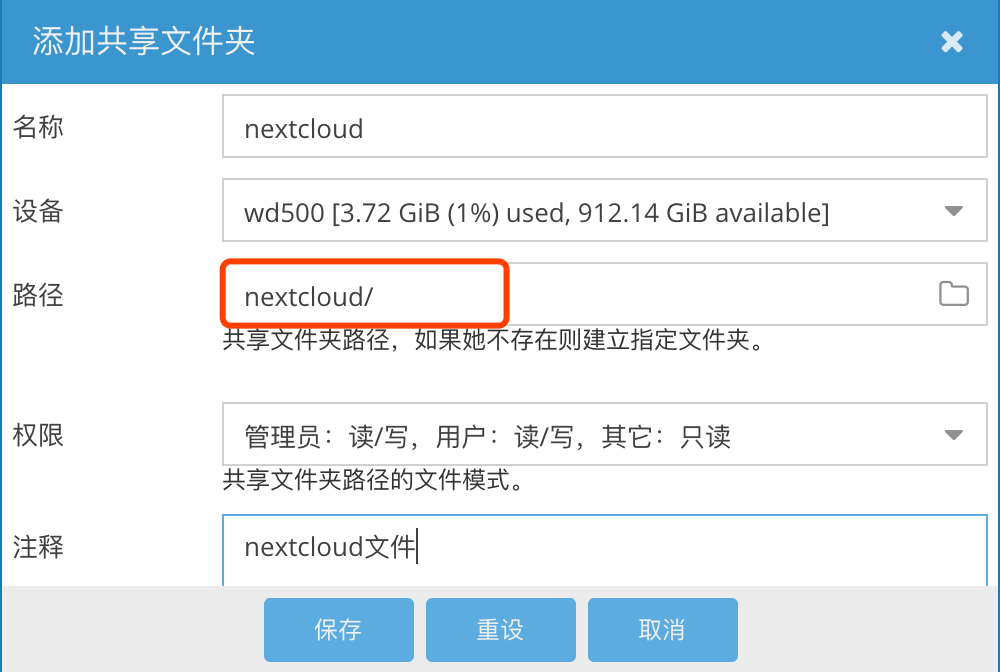 添加共享文件夹
名称
nextcloud
设备
wd500 [3.72 GiB (1%) used, 912.14 GiB available]
路径
nextcloud/
共享文件夹路径，如果她不存在则建立指定文件夹。
权限
管理员：读/写，用户：读/写，其它：只读
共享文件夹路径的文件模式。
注释
nextcloud文件
保存 重设 取消